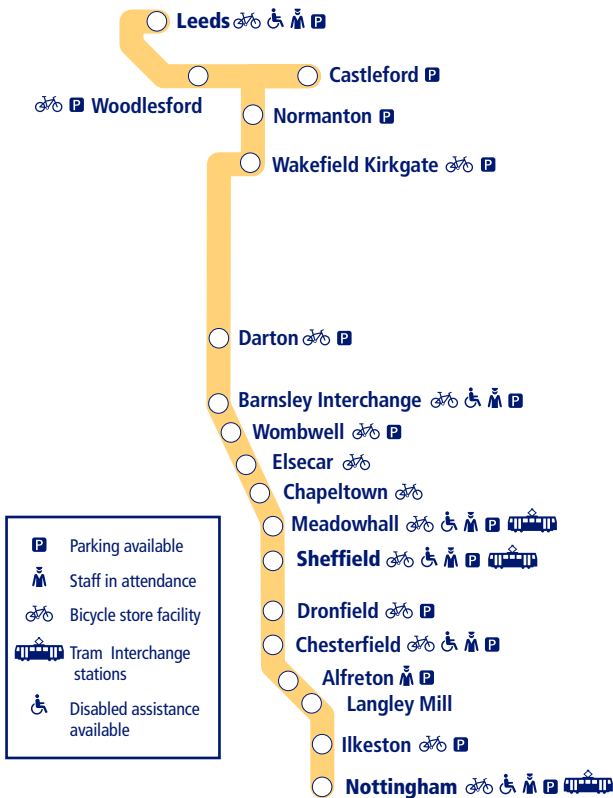 Leeds P
Castleford P
P Woodlesford
Normanton P
Wakefield Kirkgate P
Darton P
Barnsley Interchange P
Wombwell P
Elsecar
Chapeltown
Meadowhall P
Sheffield P
Dronfield P
Chesterfield P
Alfreton P
Langley Mill
Ilkeston P
Nottingham P
P Parking available
Staff in attendance
Bicycle store facility
Tram Interchange
stations
Disabled assistance
available